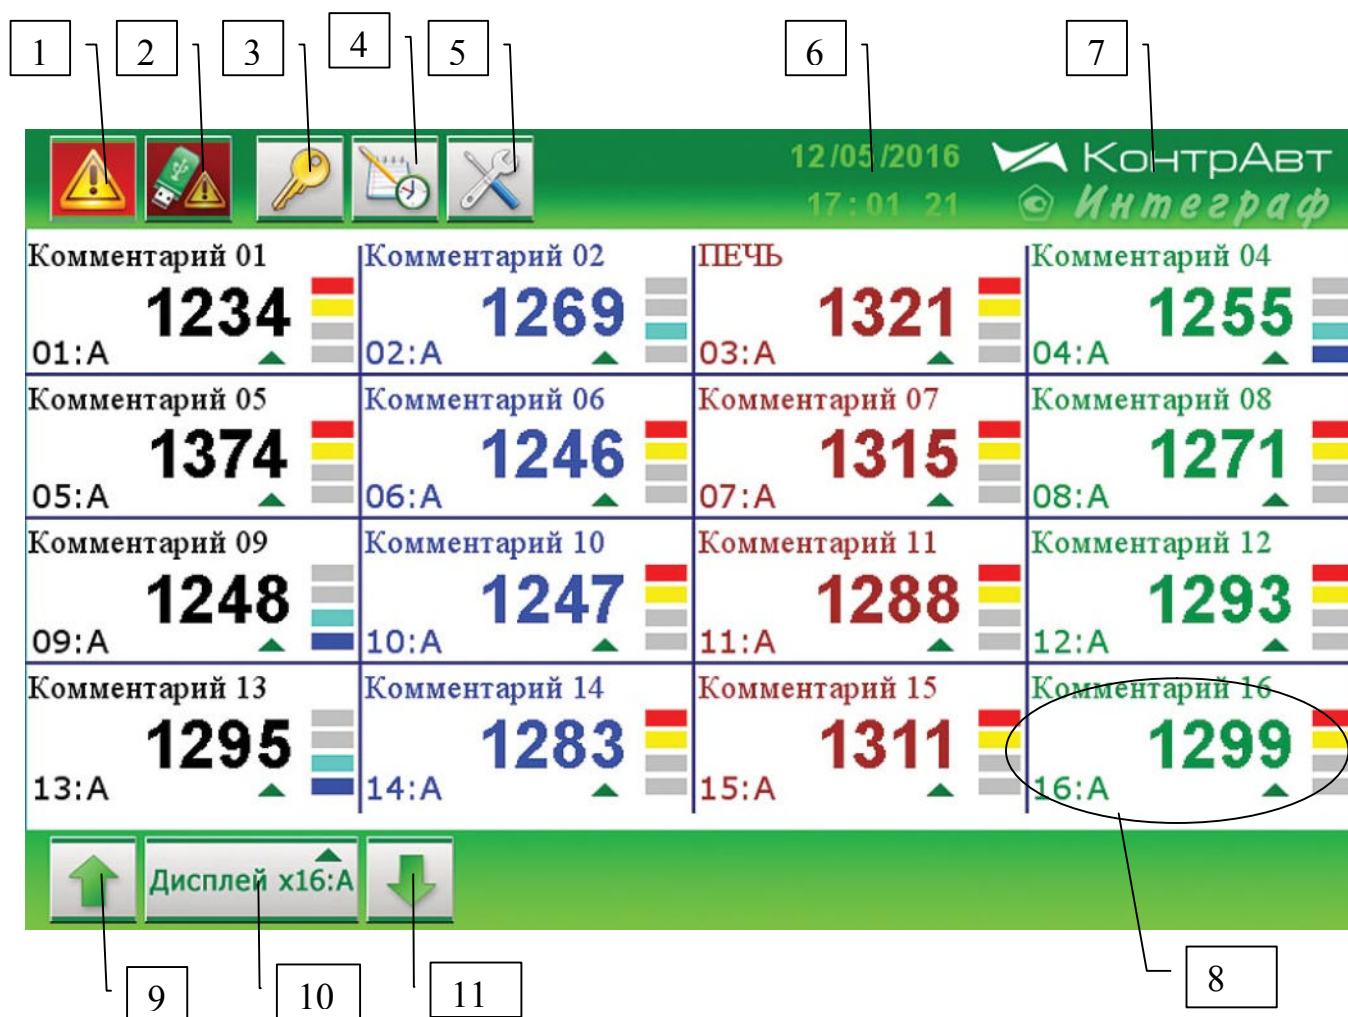 1 2 3 4 5 6 7
12/05/2016 КонтрАвт
17:01 21 Интеграф
Комментарий 01 Комментарий 02 ПЕЧЬ Комментарий 04
1234 1269 1321 1255
01:A 02:A 03:A 04:A
Комментарий 05 Комментарий 06 Комментарий 07 Комментарий 08
1374 1246 1315 1271
05:A 06:A 07:A 08:A
Комментарий 09 Комментарий 10 Комментарий 11 Комментарий 12
1248 1247 1288 1293
09:A 10:A 11:A 12:A
Комментарий 13 Комментарий 14 Комментарий 15 Комментарий 16
1295 1283 1311 1299
13:A 14:A 15:A 16:A
Дисплей x16:A
9 10 11 8